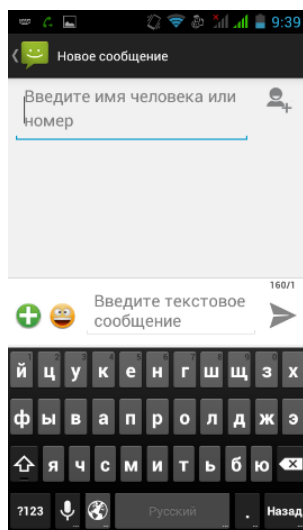 9:39
Новое сообщение
Введите имя человека или
номер
160/1
Введите текстовое
сообщение
й ц у к е н г ш щ з х
ф ы в а п р о л д ж э
я ч с м и т ь б ю
?123 Русский . Назад